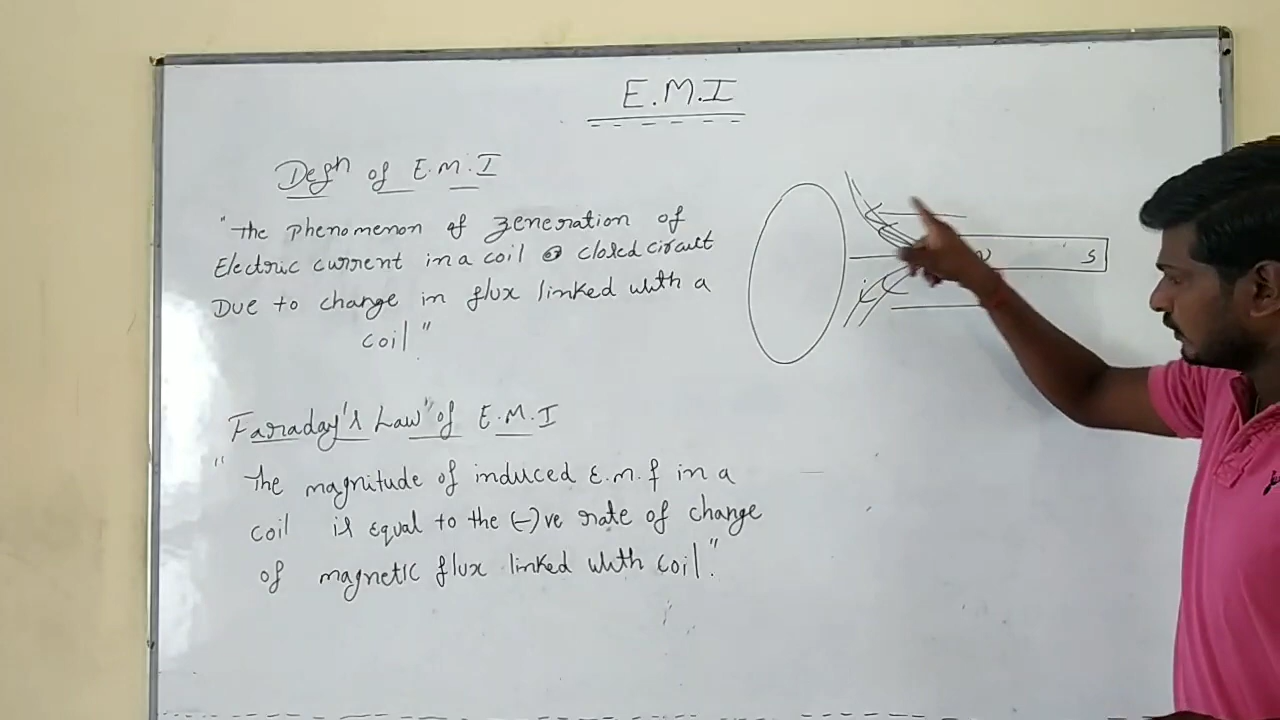 E.M.I
Defn of E.M.I
"The phenomenon of generation of
Electric current in a coil @ closed circuit
Due to change in flux linked with a
coil"
Faraday's Law" of E.M.I
"The magnitude of induced E.m.f in a
coil is equal to the (-)ve rate of change
of magnetic flux linked with coil".
N S